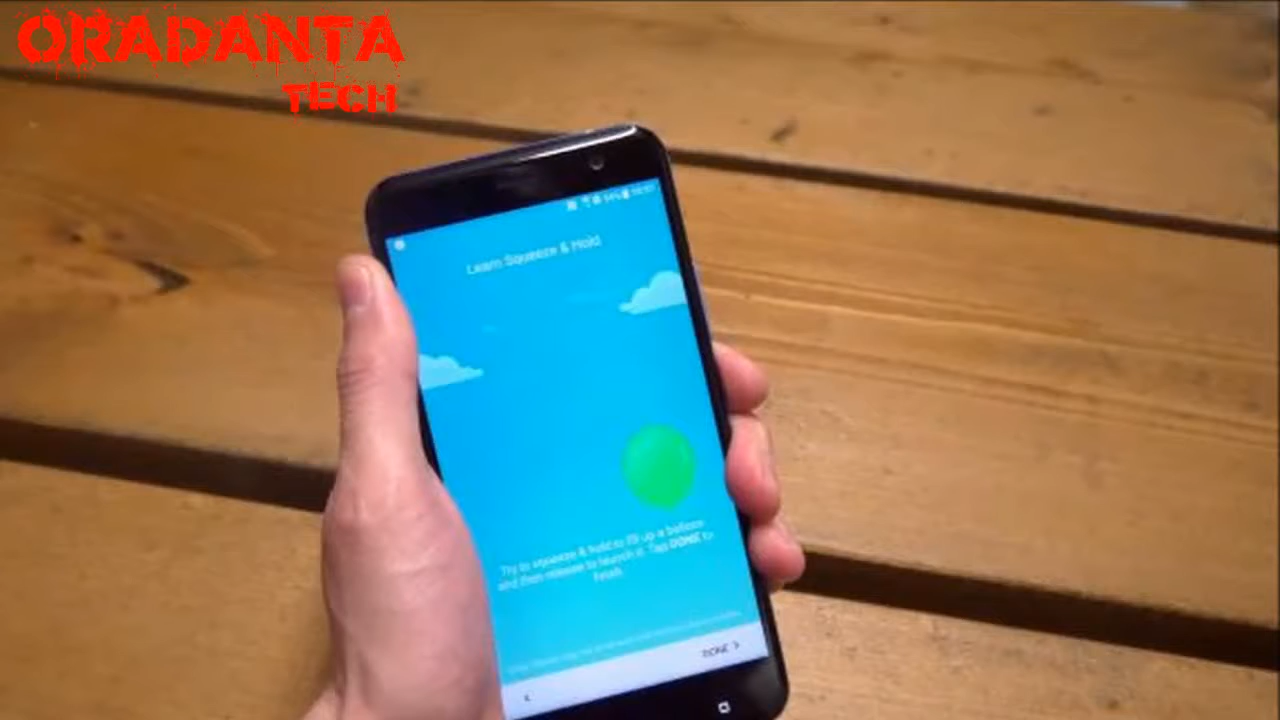 ORADANTA
TECH
Learn Squeeze & Hold
Try to squeeze & hold to fill up a balloon
and then release to launch it. Tap DONE to
finish.
DONE >